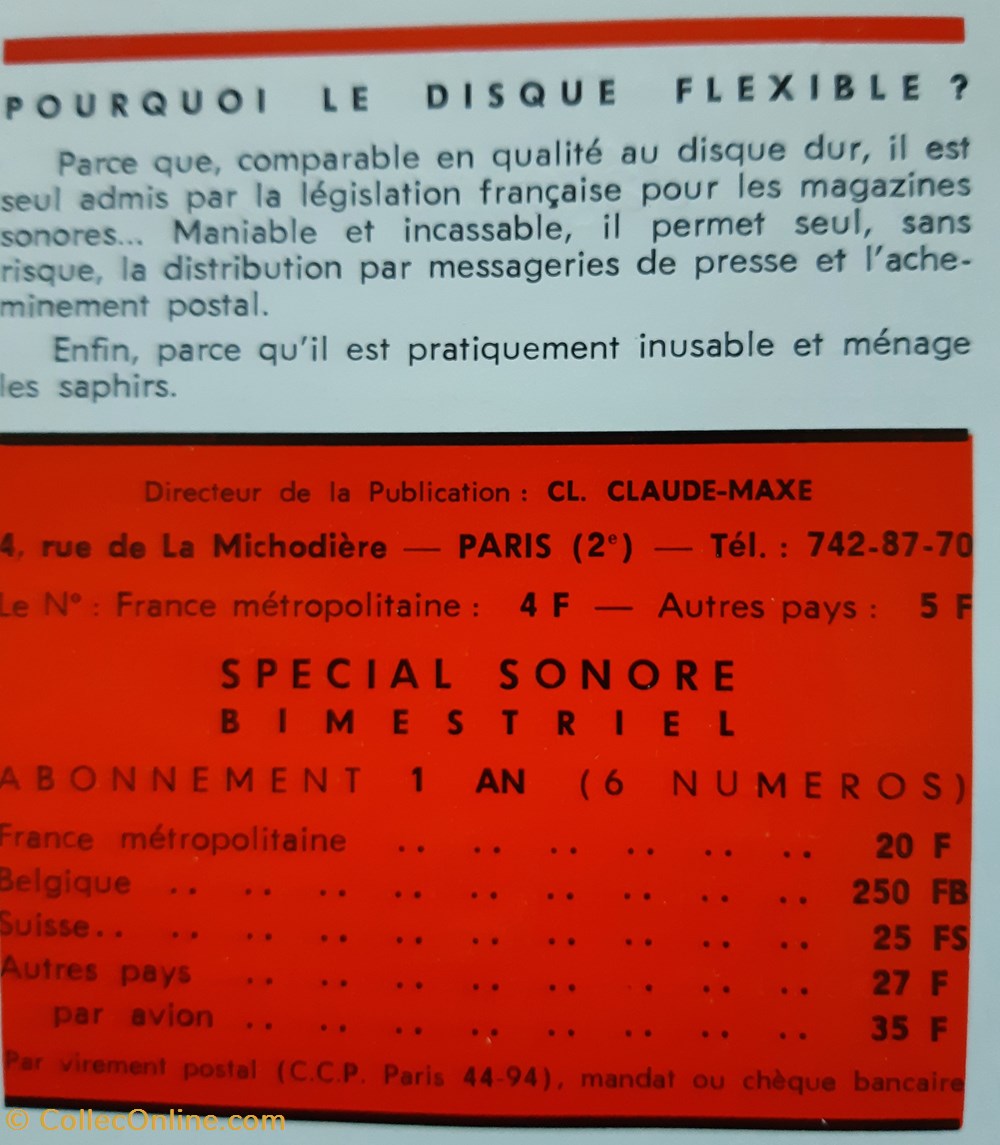 POURQUOI LE DISQUE FLEXIBLE ?
Parce que, comparable en qualité au disque dur, il est
seul admis par la législation française pour les magazines
sonores... Maniable et incassable, il permet seul, sans
risque, la distribution par messageries de presse et l'ache-
minement postal.
Enfin, parce qu'il est pratiquement inusable et ménage
les saphirs.
Directeur de la Publication : CL. CLAUDE-MAXE
4, rue de La Michodière — PARIS (2e) — Tél. : 742-87-70
Le N° : France métropolitaine : 4 F — Autres pays : 5 F
SPECIAL SONORE
BIMESTRIEL
ABONNEMENT 1 AN (6 NUMEROS)
France métropolitaine .. .. .. .. .. .. 20 F
Belgique .. .. .. .. .. .. .. .. .. 250 FB
Suisse .. .. .. .. .. .. .. .. .. .. 25 FS
Autres pays .. .. .. .. .. . .. .. 27 F
par avion .. .. .. .. .. .. .. .. 35 F
Par virement postal (C.C.P. Paris 44-94), mandat ou chèque bancaire
© CollecOnline.com